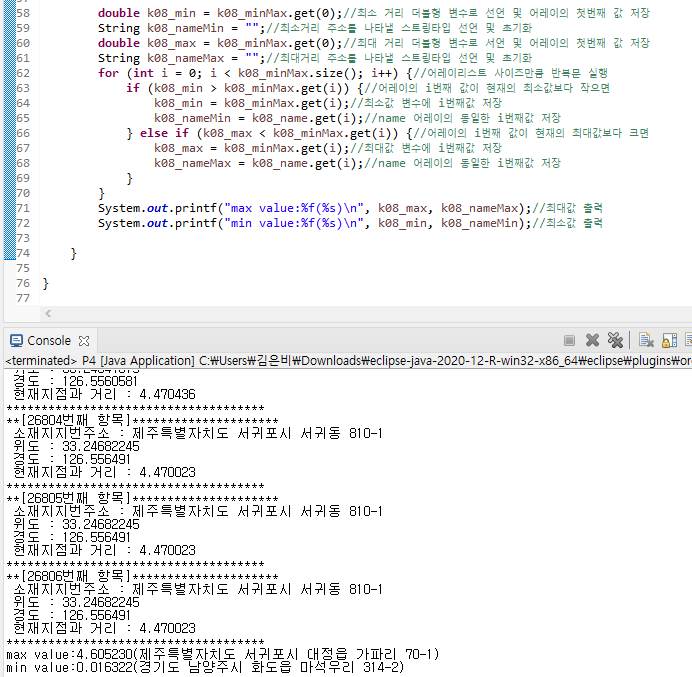 58 double k08_min = k08_minMax.get(0);//최소 거리 더블형 변수로 선언 및 어레이의 첫번째 값 저장
59 String k08_nameMin = "";//최소거리 주소를 나타낼 스트링타입 선언 및 초기화
60 double k08_max = k08_minMax.get(0);//최대 거리 더블형 변수로 서언 및 어레이의 첫번째 값 저장
61 String k08_nameMax = "";//최대거리 주소를 나타낼 스트링타입 선언 및 초기화
62 for (int i = 0; i < k08_minMax.size(); i++) {//어레이리스트 사이즈만큼 반복문 실행
63 if (k08_min > k08_minMax.get(i)) {//어레이의 i번째 값이 현재의 최소값보다 작으면
64 k08_min = k08_minMax.get(i);//최소값 변수에 i번째값 저장
65 k08_nameMin = k08_name.get(i);//name 어레이의 동일한 i번째값 저장
66 } else if (k08_max < k08_minMax.get(i)) {//어레이의 i번째 값이 현재의 최대값보다 크면
67 k08_max = k08_minMax.get(i);//최대값 변수에 i번째값 저장
68 k08_nameMax = k08_name.get(i);//name 어레이의 동일한 i번째값 저장
69 }
70 }
71 System.out.printf("max value:%f(%s)\n", k08_max, k08_nameMax);//최대값 출력
72 System.out.printf("min value:%f(%s)\n", k08_min, k08_nameMin);//최소값 출력
73
74 }
75
76 }
77
Console
<terminated> P4 [Java Application] C:₩Users₩김은비₩Downloads₩eclipse-java-2020-12-R-win32-x86_64₩eclipse₩plugins₩or
경도 : 126.5560581
현재지점과 거리 : 4.470436
**********************************
**[26804번째 항목]*******************
소재지지번주소 : 제주특별자치도 서귀포시 서귀동 810-1
위도 : 33.24682245
경도 : 126.556491
현재지점과 거리 : 4.470023
**********************************
**[26805번째 항목]*******************
소재지지번주소 : 제주특별자치도 서귀포시 서귀동 810-1
위도 : 33.24682245
경도 : 126.556491
현재지점과 거리 : 4.470023
**********************************
**[26806번째 항목]*******************
소재지지번주소 : 제주특별자치도 서귀포시 서귀동 810-1
위도 : 33.24682245
경도 : 126.556491
현재지점과 거리 : 4.470023
**********************************
max value:4.605230(제주특별자치도 서귀포시 대정읍 가파리 70-1)
min value:0.016322(경기도 남양주시 화도읍 마석우리 314-2)